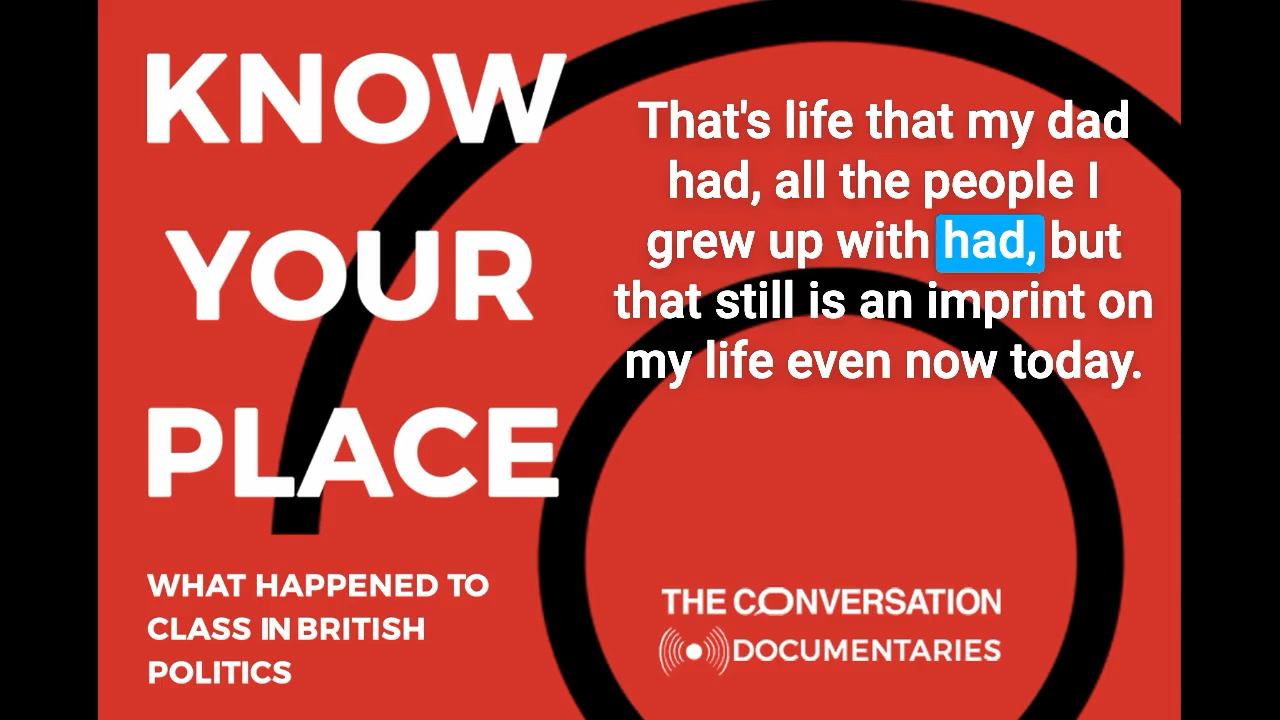 KNOW
YOUR
PLACE
WHAT HAPPENED TO
CLASS IN BRITISH
POLITICS
That's life that my dad
had, all the people I
grew up with had, but
that still is an imprint on
my life even now today.
THE CONVERSATION
DOCUMENTARIES